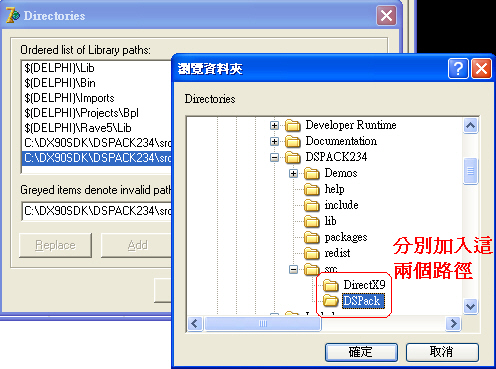 Directories
Ordered list of Library paths:
$(DELPHI)\Lib
$(DELPHI)\Bin
$(DELPHI)\Imports
$(DELPHI)\Projects\Bpl
$(DELPHI)\Rave5\Lib
C:\DX90SDK\DSPACK234\src
C:\DX90SDK\DSPACK234\src
Greyed items denote invalid path
C:\DX90SDK\DSPACK234\src
Replace
Add
瀏覽資料夾
Directories
Developer Runtime
Documentation
DSPACK234
Demos
help
include
lib
packages
redist
src
DirectX9
DSPack
分別加入這
兩個路徑
確定
取消